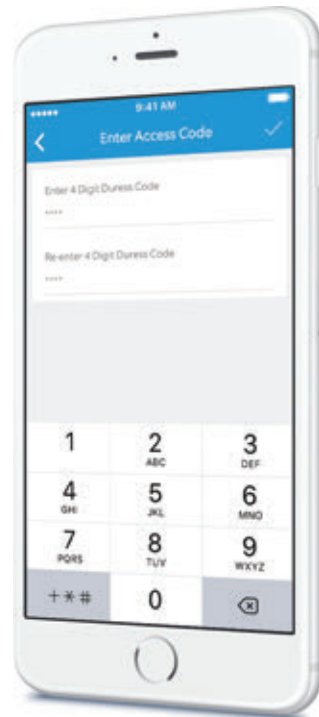 9:41 AM
Enter Access Code
Enter 4 Digit Duress Code
Re-enter 4 Digit Duress Code
1 2 3
ABC DEF
4 5 6
GHI JKL MNO
7 8 9
PQRS TUV WXYZ
+*# 0